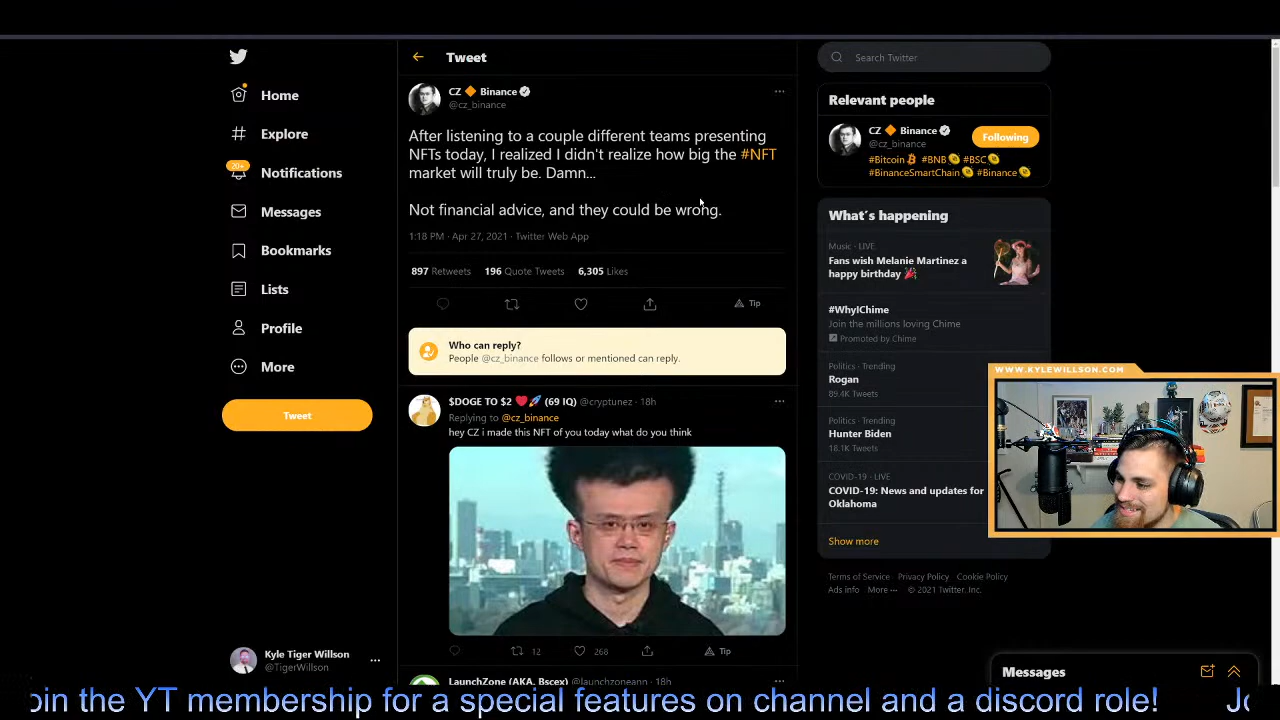 Tweet
Search Twitter
Home
Explore
20+
Notifications
Messages
Bookmarks
Lists
Profile
More
Tweet
CZ Binance
@cz_binance
After listening to a couple different teams presenting
NFTs today, I realized I didn't realize how big the #NFT
market will truly be. Damn...
Not financial advice, and they could be wrong.
1:18 PM · Apr 27, 2021 · Twitter Web App
897 Retweets 196 Quote Tweets 6,305 Likes
Tip
Who can reply?
People @cz_binance follows or mentioned can reply.
$DOGE TO $2 ❤️🚀 (69 IQ) @cryptunez · 18h
Replying to @cz_binance
hey CZ i made this NFT of you today what do you think
12 268 Tip
LaunchZone (AKA, Bscex) @launchzoneann · 18h
Relevant people
CZ Binance
@cz_binance
Following
#Bitcoin #BNB #BSC
#BinanceSmartChain #Binance
What's happening
Music · LIVE
Fans wish Melanie Martinez a
happy birthday 🎉
#WhyIChime
Join the millions loving Chime
Promoted by Chime
Politics · Trending
Rogan
89.4K Tweets
Politics · Trending
Hunter Biden
18.1K Tweets
COVID-19 · LIVE
COVID-19: News and updates for
Oklahoma
Show more
Terms of Service Privacy Policy Cookie Policy
Ads info More ··· © 2021 Twitter, Inc.
WWW.KYLEWILLSON.COM
Kyle Tiger Willson
@TigerWillson
Messages
oin the YT membership for a special features on channel and a discord role! Jo